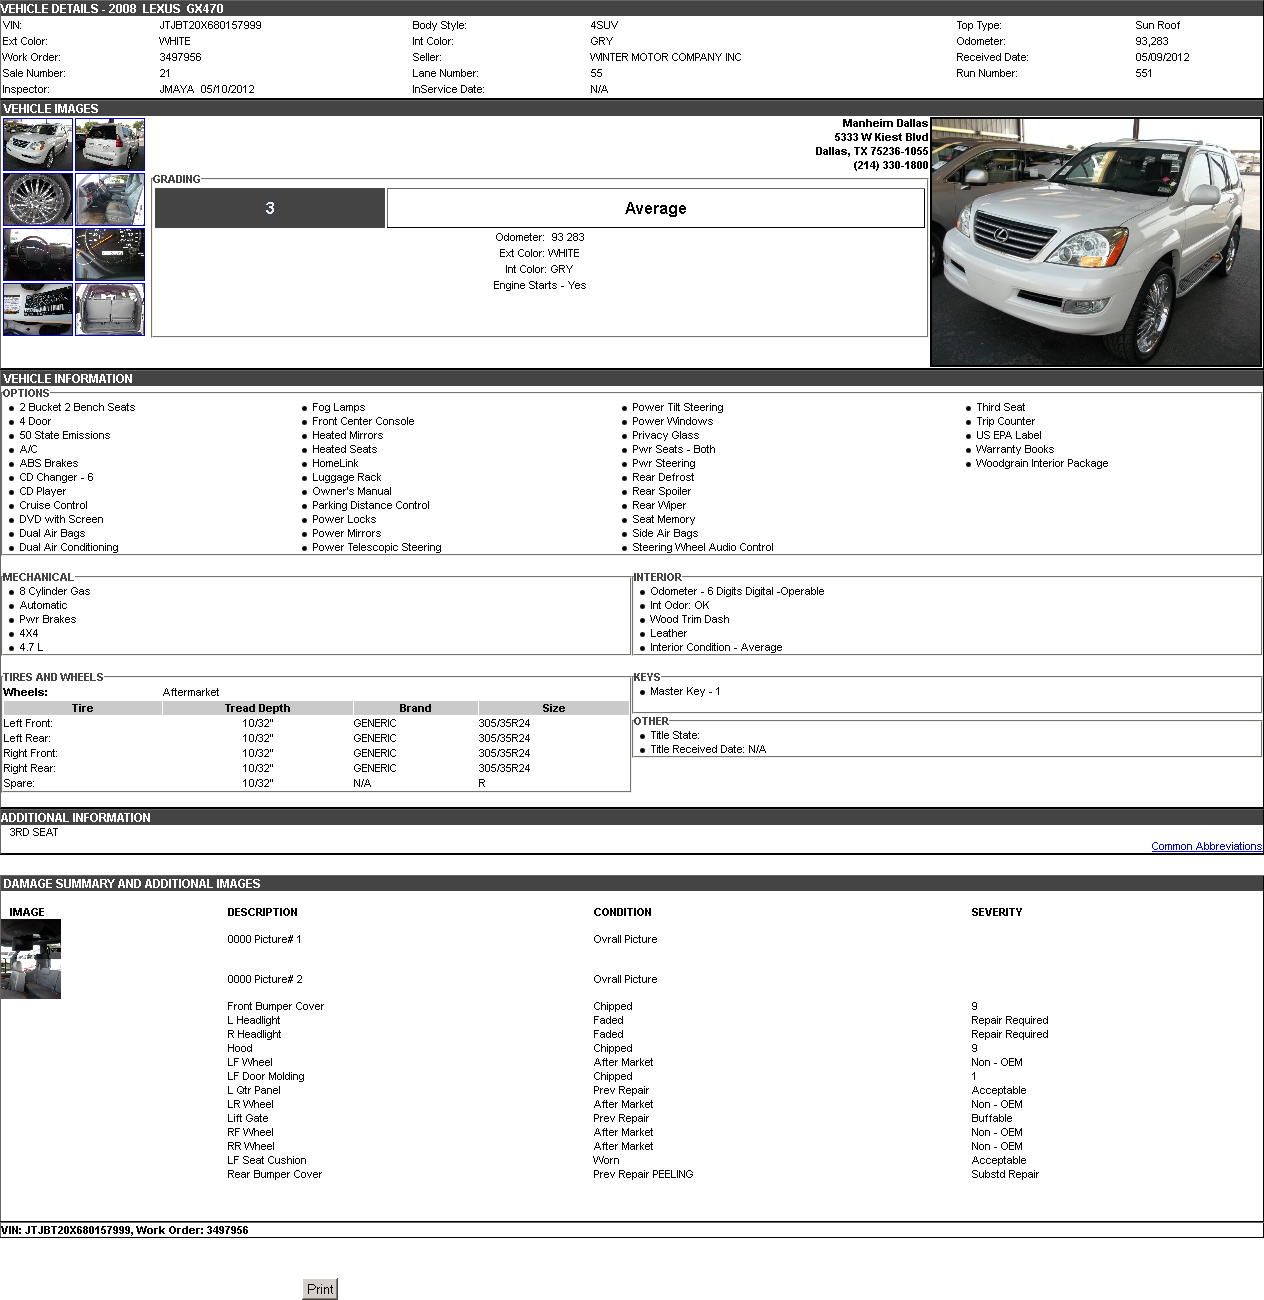 VEHICLE DETAILS - 2008 LEXUS GX470
VIN: JTJBT20X680157999 Body Style: 4SUV Top Type: Sun Roof
Ext Color: WHITE Int Color: GRY Odometer: 93,283
Work Order: 3497956 Seller: WINTER MOTOR COMPANY INC Received Date: 05/09/2012
Sale Number: 21 Lane Number: 55 Run Number: 551
Inspector: JMAYA 05/10/2012 InService Date: N/A
VEHICLE IMAGES
Manheim Dallas
5333 W Kiest Blvd
Dallas, TX 75236-1055
(214) 330-1800
GRADING
3 Average
Odometer: 93 283
Ext Color: WHITE
Int Color: GRY
Engine Starts - Yes
VEHICLE INFORMATION
OPTIONS
2 Bucket 2 Bench Seats Fog Lamps Power Tilt Steering Third Seat
4 Door Front Center Console Power Windows Trip Counter
50 State Emissions Heated Mirrors Privacy Glass US EPA Label
A/C Heated Seats Pwr Seats - Both Warranty Books
ABS Brakes HomeLink Pwr Steering Woodgrain Interior Package
CD Changer - 6 Luggage Rack Rear Defrost
CD Player Owner's Manual Rear Spoiler
Cruise Control Parking Distance Control Rear Wiper
DVD with Screen Power Locks Seat Memory
Dual Air Bags Power Mirrors Side Air Bags
Dual Air Conditioning Power Telescopic Steering Steering Wheel Audio Control
MECHANICAL
8 Cylinder Gas
Automatic
Pwr Brakes
4X4
4.7 L
INTERIOR
Odometer - 6 Digits Digital -Operable
Int Odor: OK
Wood Trim Dash
Leather
Interior Condition - Average
TIRES AND WHEELS
Wheels: Aftermarket
Tire Tread Depth Brand Size
Left Front: 10/32" GENERIC 305/35R24
Left Rear: 10/32" GENERIC 305/35R24
Right Front: 10/32" GENERIC 305/35R24
Right Rear: 10/32" GENERIC 305/35R24
Spare: 10/32" N/A R
KEYS
Master Key - 1
OTHER
Title State:
Title Received Date: N/A
ADDITIONAL INFORMATION
3RD SEAT
Common Abbreviations
DAMAGE SUMMARY AND ADDITIONAL IMAGES
IMAGE DESCRIPTION CONDITION SEVERITY
0000 Picture# 1 Ovrall Picture
0000 Picture# 2 Ovrall Picture
Front Bumper Cover Chipped 9
L Headlight Faded Repair Required
R Headlight Faded Repair Required
Hood Chipped 9
LF Wheel After Market Non - OEM
LF Door Molding Chipped 1
L Qtr Panel Prev Repair Acceptable
LR Wheel After Market Non - OEM
Lift Gate Prev Repair Buffable
RF Wheel After Market Non - OEM
RR Wheel After Market Non - OEM
LF Seat Cushion Worn Acceptable
Rear Bumper Cover Prev Repair PEELING Substd Repair
VIN: JTJBT20X680157999, Work Order: 3497956
Print